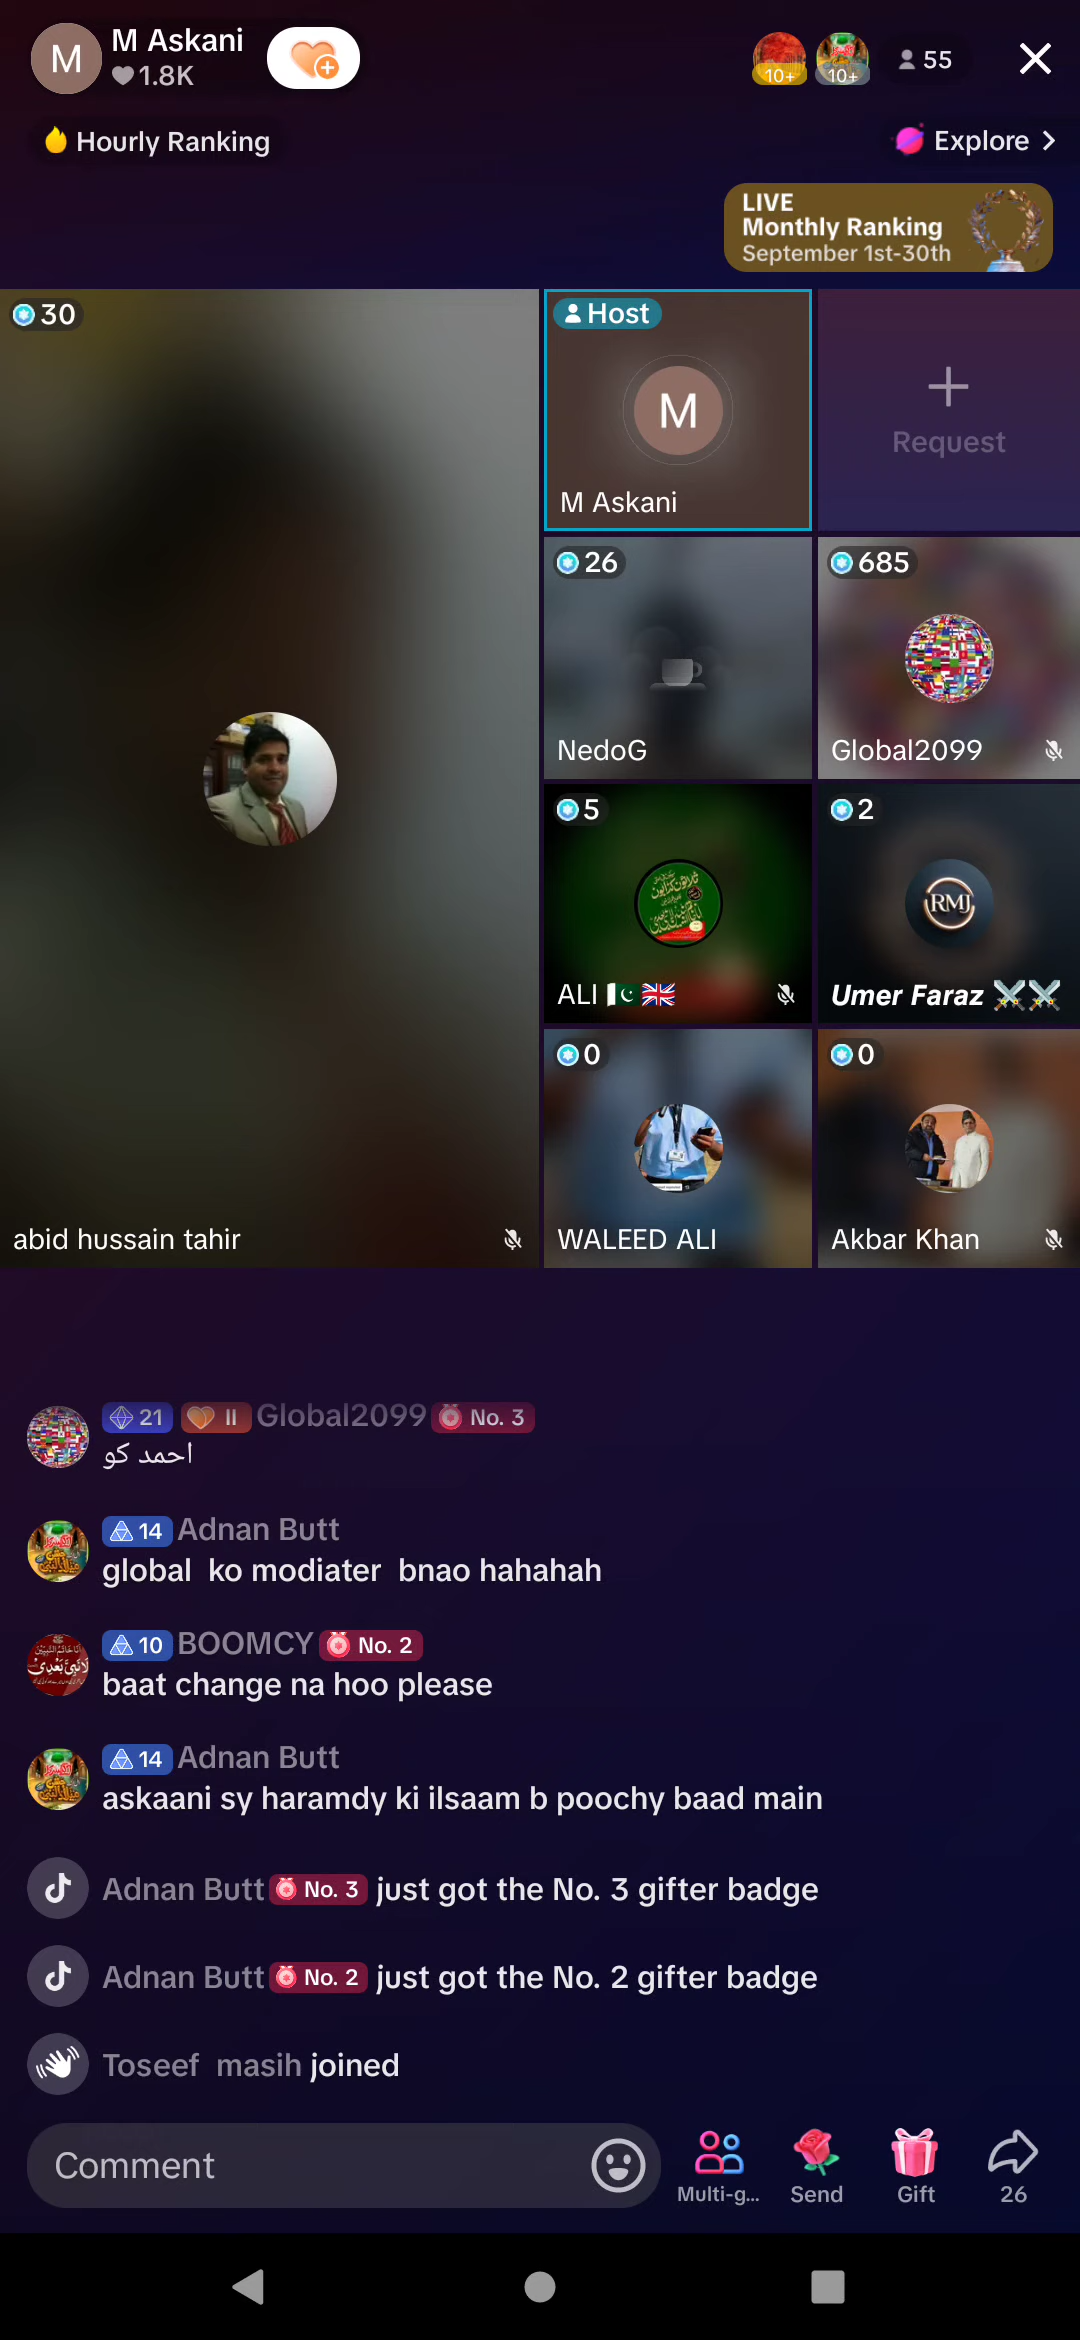 M
M Askani
1.8K
10+
10+
55
Hourly Ranking
Explore
LIVE
Monthly Ranking
September 1st-30th
30
abid hussain tahir
Host
M
M Askani
Request
26
NedoG
685
Global2099
5
ALI
2
RMJ
Umer Faraz
0
WALEED ALI
0
Akbar Khan
21 II Global2099 No. 3
احمد کو
14 Adnan Butt
global ko modiater bnao hahahah
10 BOOMCY No. 2
baat change na hoo please
14 Adnan Butt
askaani sy haramdy ki ilsaam b poochy baad main
Adnan Butt No. 3 just got the No. 3 gifter badge
Adnan Butt No. 2 just got the No. 2 gifter badge
Toseef masih joined
Comment
Multi-g...
Send
Gift
26